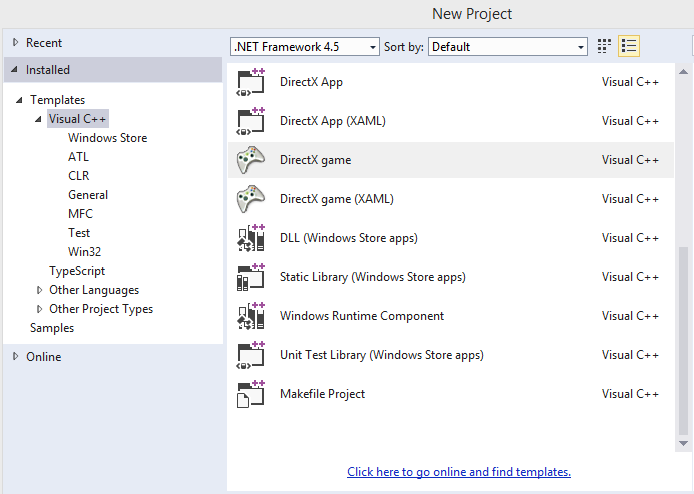 New Project
Recent
Installed
Templates
Visual C++
Windows Store
ATL
CLR
General
MFC
Test
Win32
TypeScript
Other Languages
Other Project Types
Samples
Online
.NET Framework 4.5 Sort by: Default
DirectX App Visual C++
DirectX App (XAML) Visual C++
DirectX game Visual C++
DirectX game (XAML) Visual C++
DLL (Windows Store apps) Visual C++
Static Library (Windows Store apps) Visual C++
Windows Runtime Component Visual C++
Unit Test Library (Windows Store apps) Visual C++
Makefile Project Visual C++
Click here to go online and find templates.